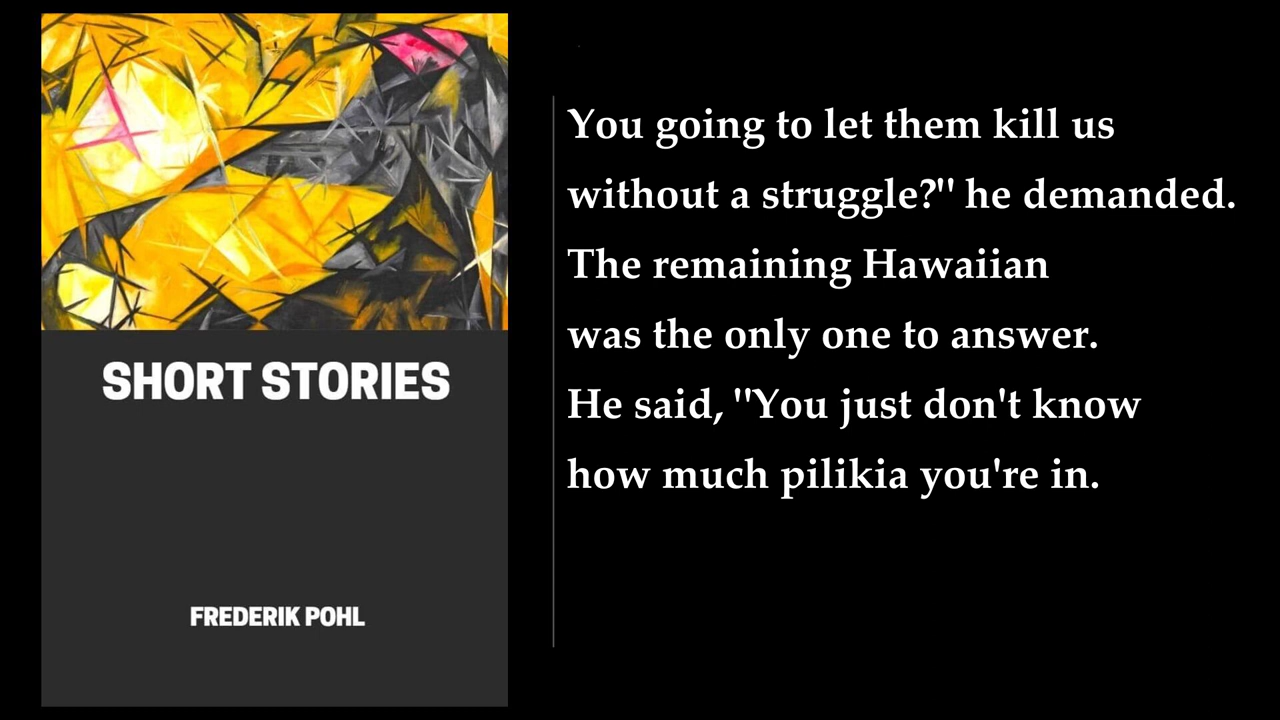 SHORT STORIES
FREDERIK POHL
You going to let them kill us
without a struggle?" he demanded.
The remaining Hawaiian
was the only one to answer.
He said, "You just don't know
how much pilikia you're in.